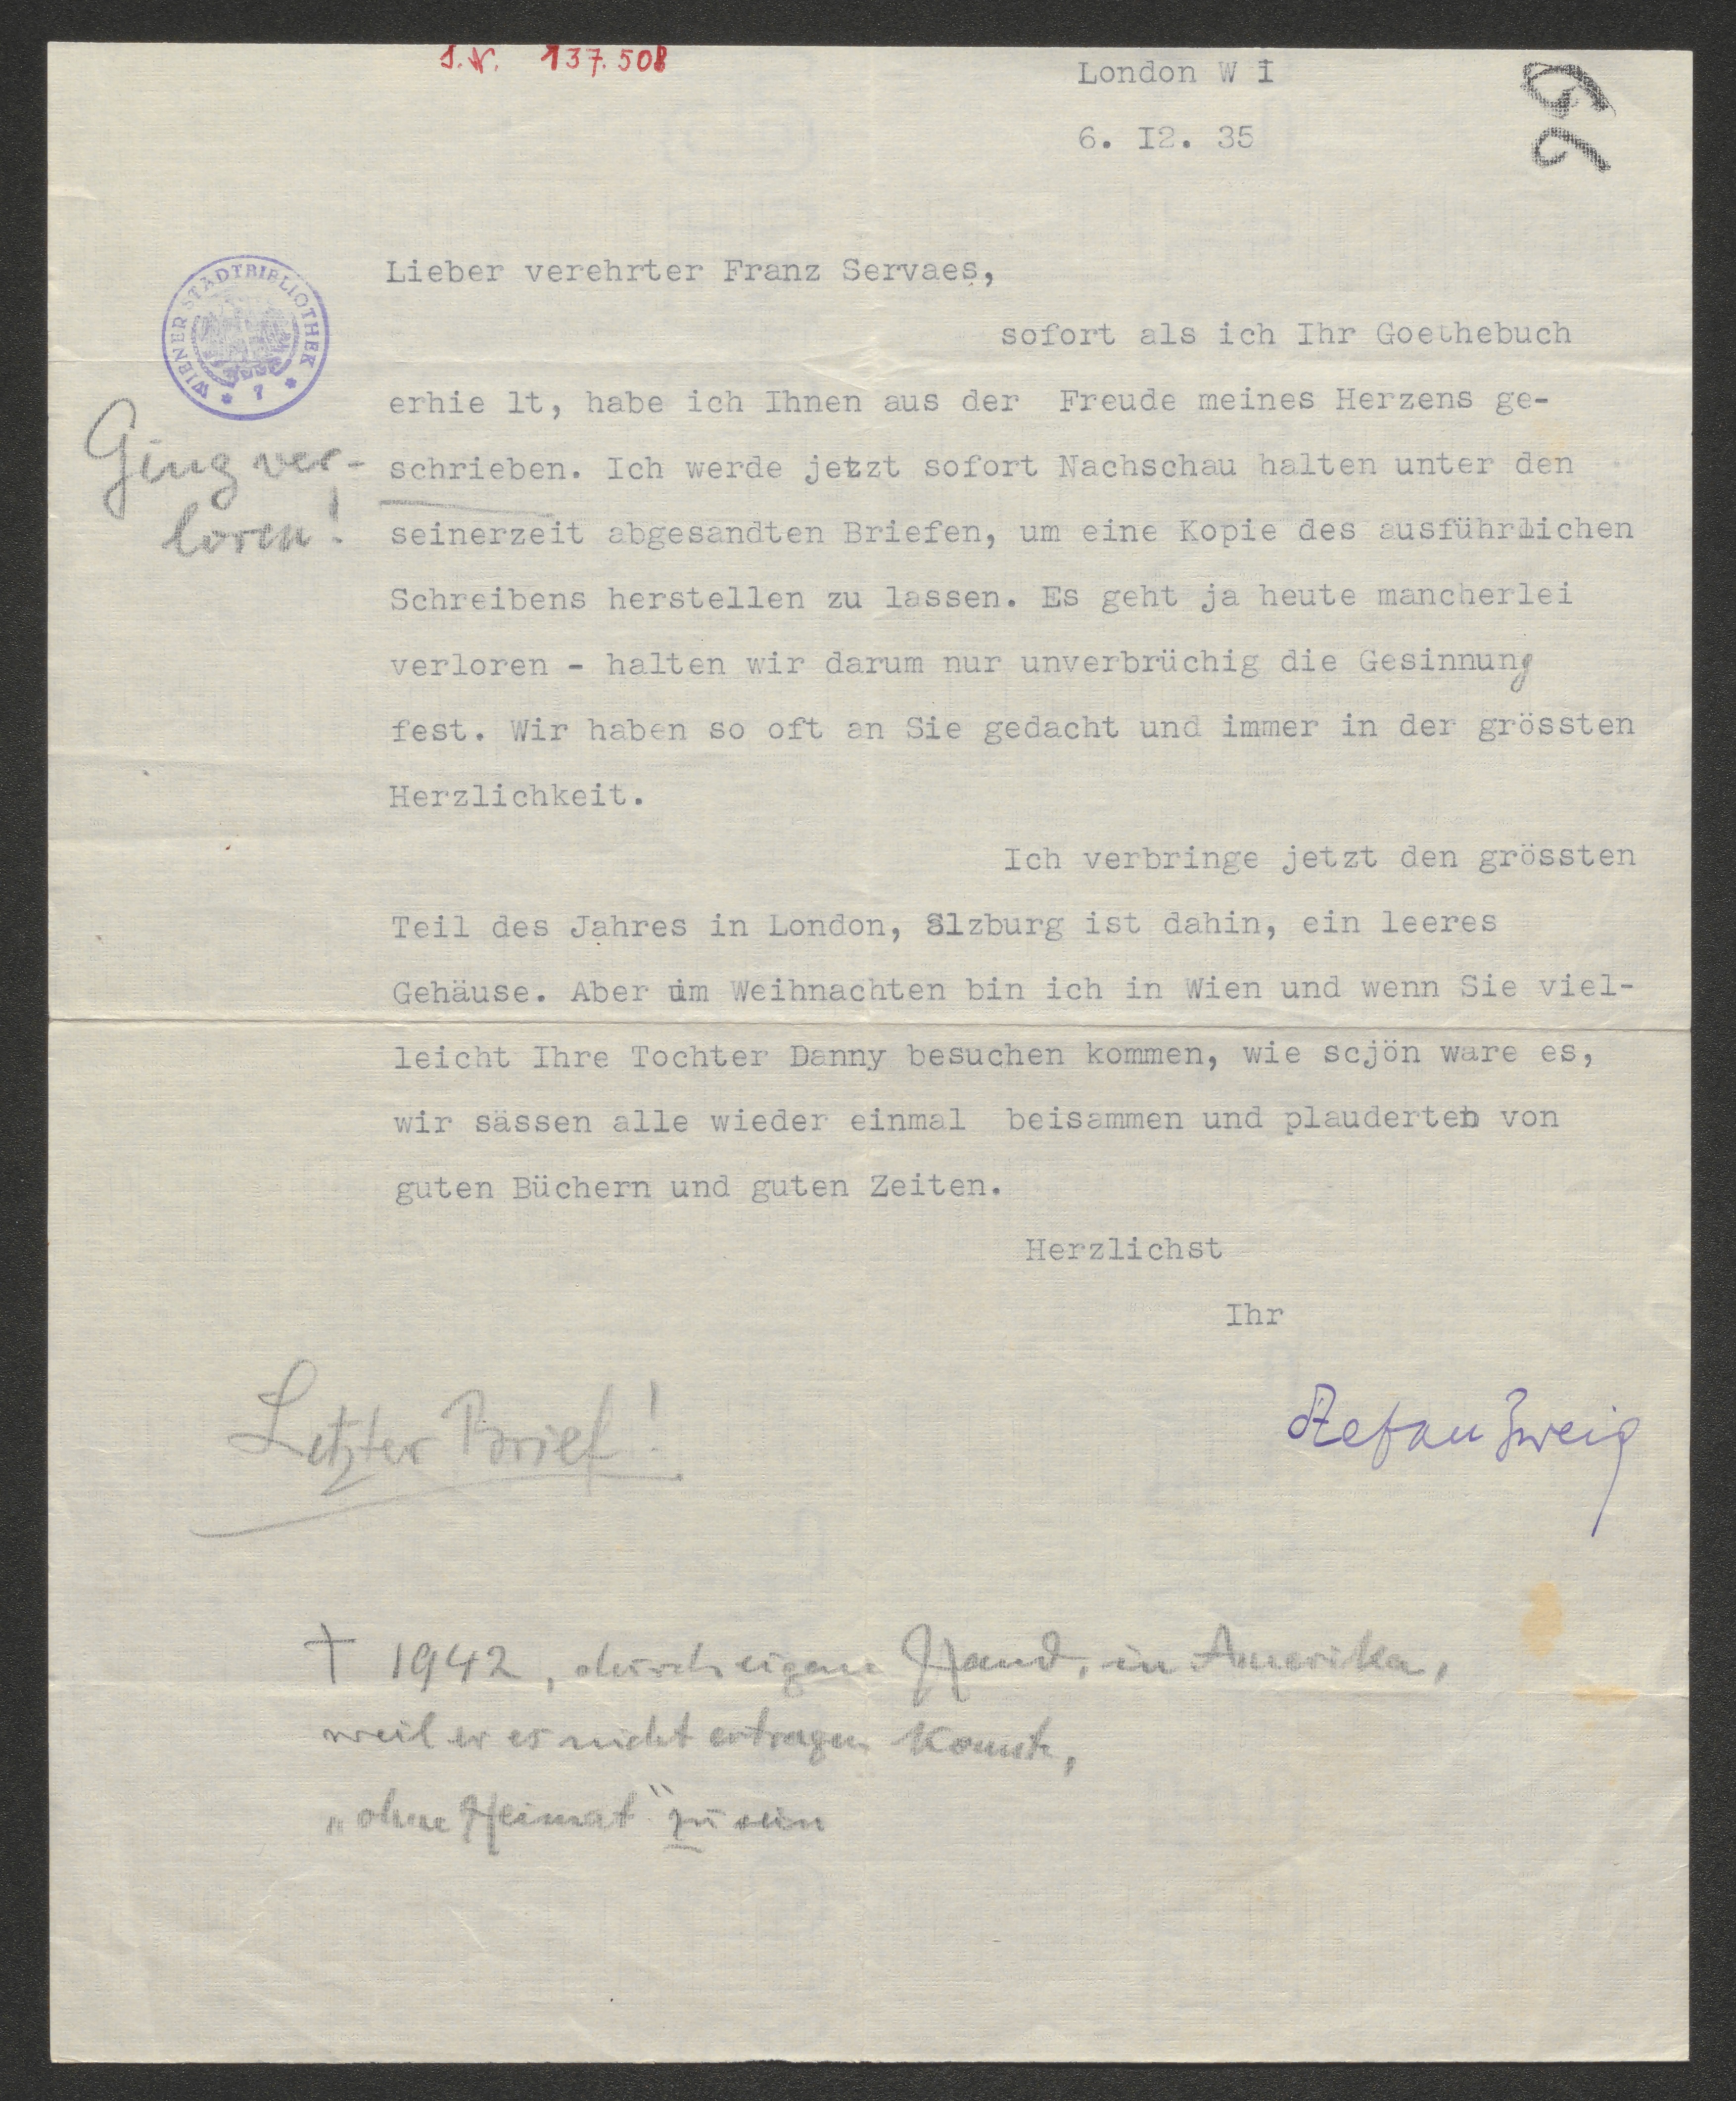 J.N. 137.508
London W I
6. I2. 35
99
WIENER STADTBIBLIOTHEK * 7 *
Lieber verehrter Franz Servaes,
sofort als ich Ihr Goethebuch
erhie lt, habe ich Ihnen aus der Freude meines Herzens ge-
Ging ver-
schrieben. Ich werde jetzt sofort Nachschau halten unter den
loren!
seinerzeit abgesandten Briefen, um eine Kopie des ausführlichen
Schreibens herstellen zu lassen. Es geht ja heute mancherlei
verloren - halten wir darum nur unverbrüchig die Gesinnung
fest. Wir haben so oft an Sie gedacht und immer in der grössten
Herzlichkeit.
Ich verbringe jetzt den grössten
Teil des Jahres in London, Slzburg ist dahin, ein leeres
Gehäuse. Aber um Weihnachten bin ich in Wien und wenn Sie viel-
leicht Ihre Tochter Danny besuchen kommen, wie scjön ware es,
wir sässen alle wieder einmal beisammen und plauderten von
guten Büchern und guten Zeiten.
Herzlichst
Ihr
Stefan Zweig
Letzter Brief!
† 1942, durch eigene Hand, in Amerika,
weil er es nicht ertragen konnte,
„ohne Heimat" zu sein